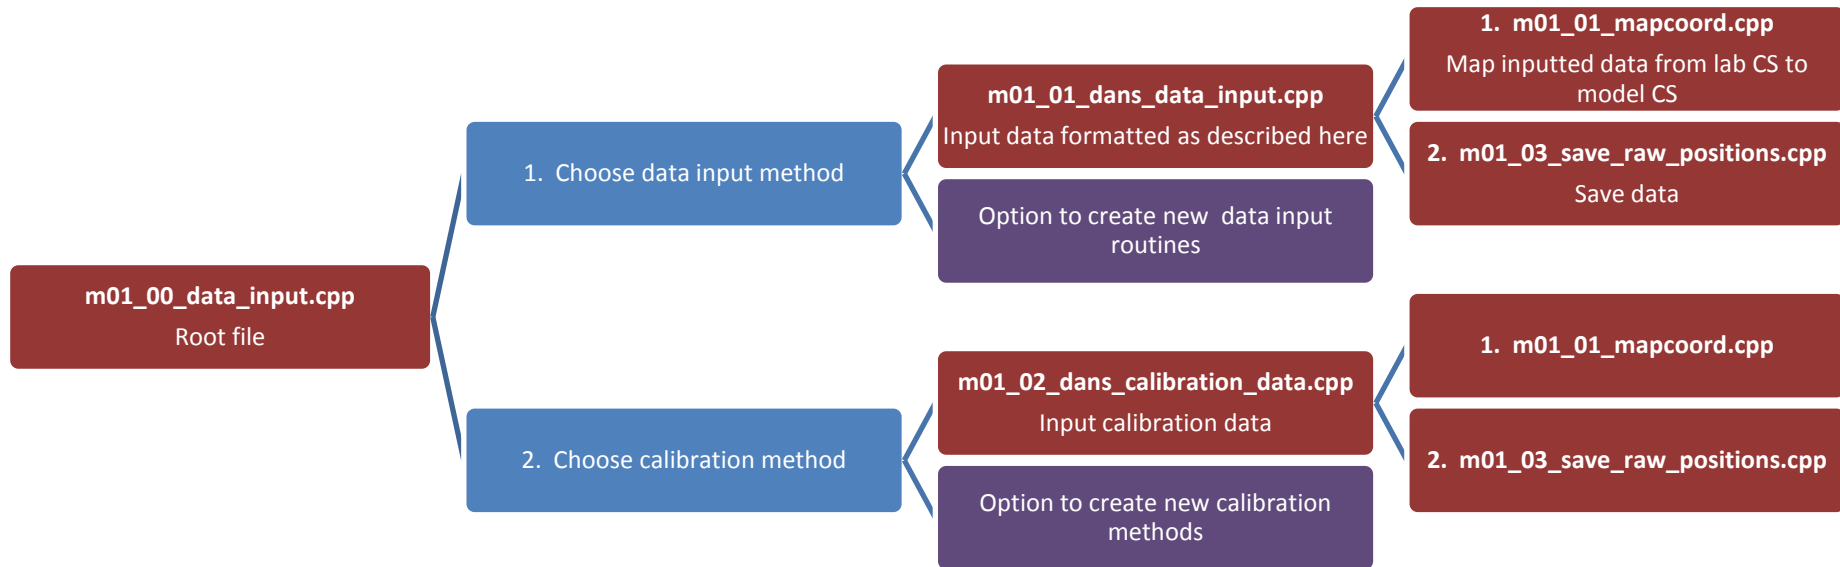 m01_00_data_input.cpp
Root file
1. Choose data input method
m01_01_dans_data_input.cpp
Input data formatted as described here
1. m01_01_mapcoord.cpp
Map inputted data from lab CS to
model CS
2. m01_03_save_raw_positions.cpp
Save data
Option to create new data input
routines
2. Choose calibration method
m01_02_dans_calibration_data.cpp
Input calibration data
1. m01_01_mapcoord.cpp
2. m01_03_save_raw_positions.cpp
Option to create new calibration
methods